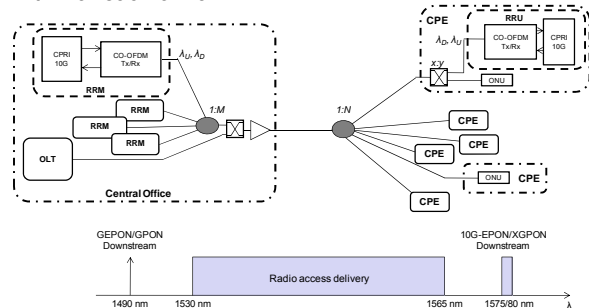 CPE
RRU
CPRI
10G
CO-OFDM
Tx/Rx
RRM
λU, λD
RRM
RRM
RRM
1:M
OLT
Central Office
1:N
λD, λU
x:y
CO-OFDM
Tx/Rx
CPRI
10G
ONU
CPE
CPE
CPE
ONU
CPE
CPE
GEPON/GPON
Downstream
10G-EPON/XGPON
Downstream
Radio access delivery
1490 nm
1530 nm
1565 nm
1575/80 nm
λ